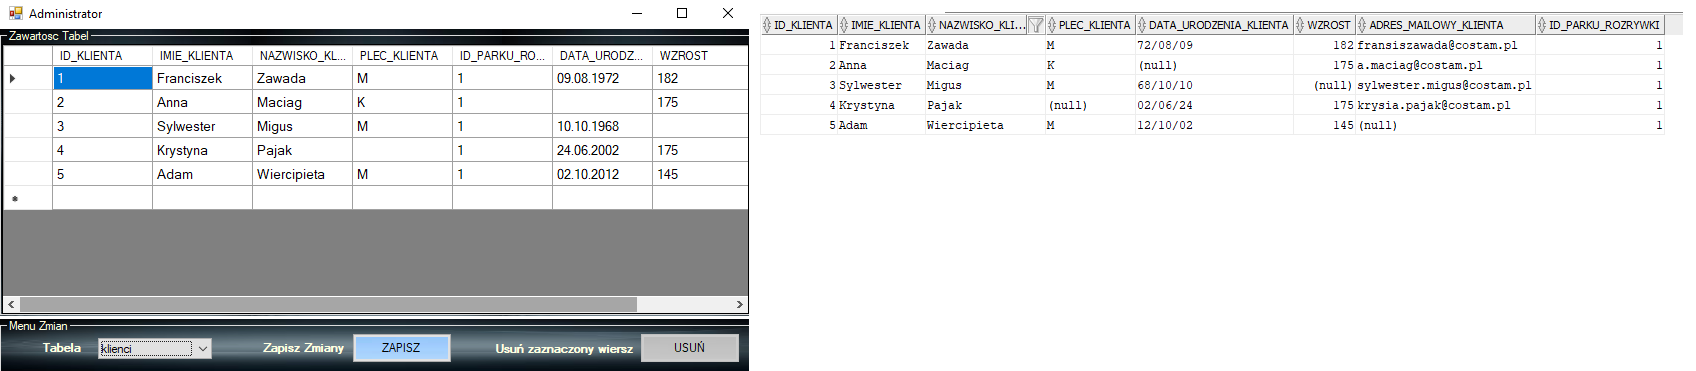 Administrator
Zawartosc Tabel
ID_KLIENTA IMIE_KLIENTA NAZWISKO_KL... PLEC_KLIENTA ID_PARKU_RO... DATA_URODZ... WZROST
1 Franciszek Zawada M 1 09.08.1972 182
2 Anna Maciag K 1 175
3 Sylwester Migus M 1 10.10.1968
4 Krystyna Pajak 1 24.06.2002 175
5 Adam Wiercipieta M 1 02.10.2012 145
Menu Zmian
Tabela klienci Zapisz Zmiany ZAPISZ Usuń zaznaczony wiersz USUŃ
ID_KLIENTA IMIE_KLIENTA NAZWISKO_KLI... PLEC_KLIENTA DATA_URODZENIA_KLIENTA WZROST ADRES_MAILOWY_KLIENTA ID_PARKU_ROZRYWKI
1 Franciszek Zawada M 72/08/09 182 fransiszawada@costam.pl 1
2 Anna Maciag K (null) 175 a.maciag@costam.pl 1
3 Sylwester Migus M 68/10/10 (null) sylwester.migus@costam.pl 1
4 Krystyna Pajak (null) 02/06/24 175 krysia.pajak@costam.pl 1
5 Adam Wiercipieta M 12/10/02 145 (null) 1